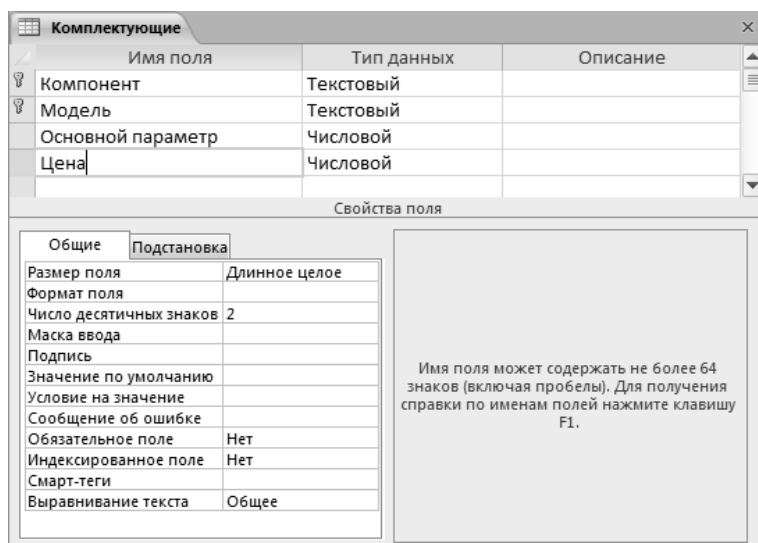 Комплектующие
Имя поля Тип данных Описание
Компонент Текстовый
Модель Текстовый
Основной параметр Числовой
Цена Числовой
Свойства поля
Общие Подстановка
Размер поля Длинное целое
Формат поля
Число десятичных знаков 2
Маска ввода
Подпись
Значение по умолчанию
Условие на значение
Сообщение об ошибке
Обязательное поле Нет
Индексированное поле Нет
Смарт-теги
Выравнивание текста Общее
Имя поля может содержать не более 64
знаков (включая пробелы). Для получения
справки по именам полей нажмите клавишу
F1.